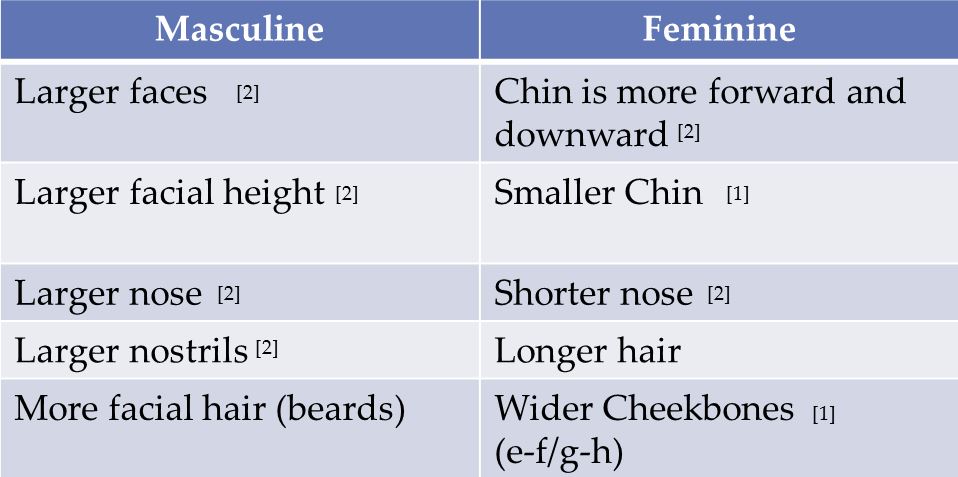 Masculine Feminine
Larger faces [2] Chin is more forward and
downward [2]
Larger facial height [2] Smaller Chin [1]
Larger nose [2] Shorter nose [2]
Larger nostrils [2] Longer hair
More facial hair (beards) Wider Cheekbones [1]
(e-f/g-h)